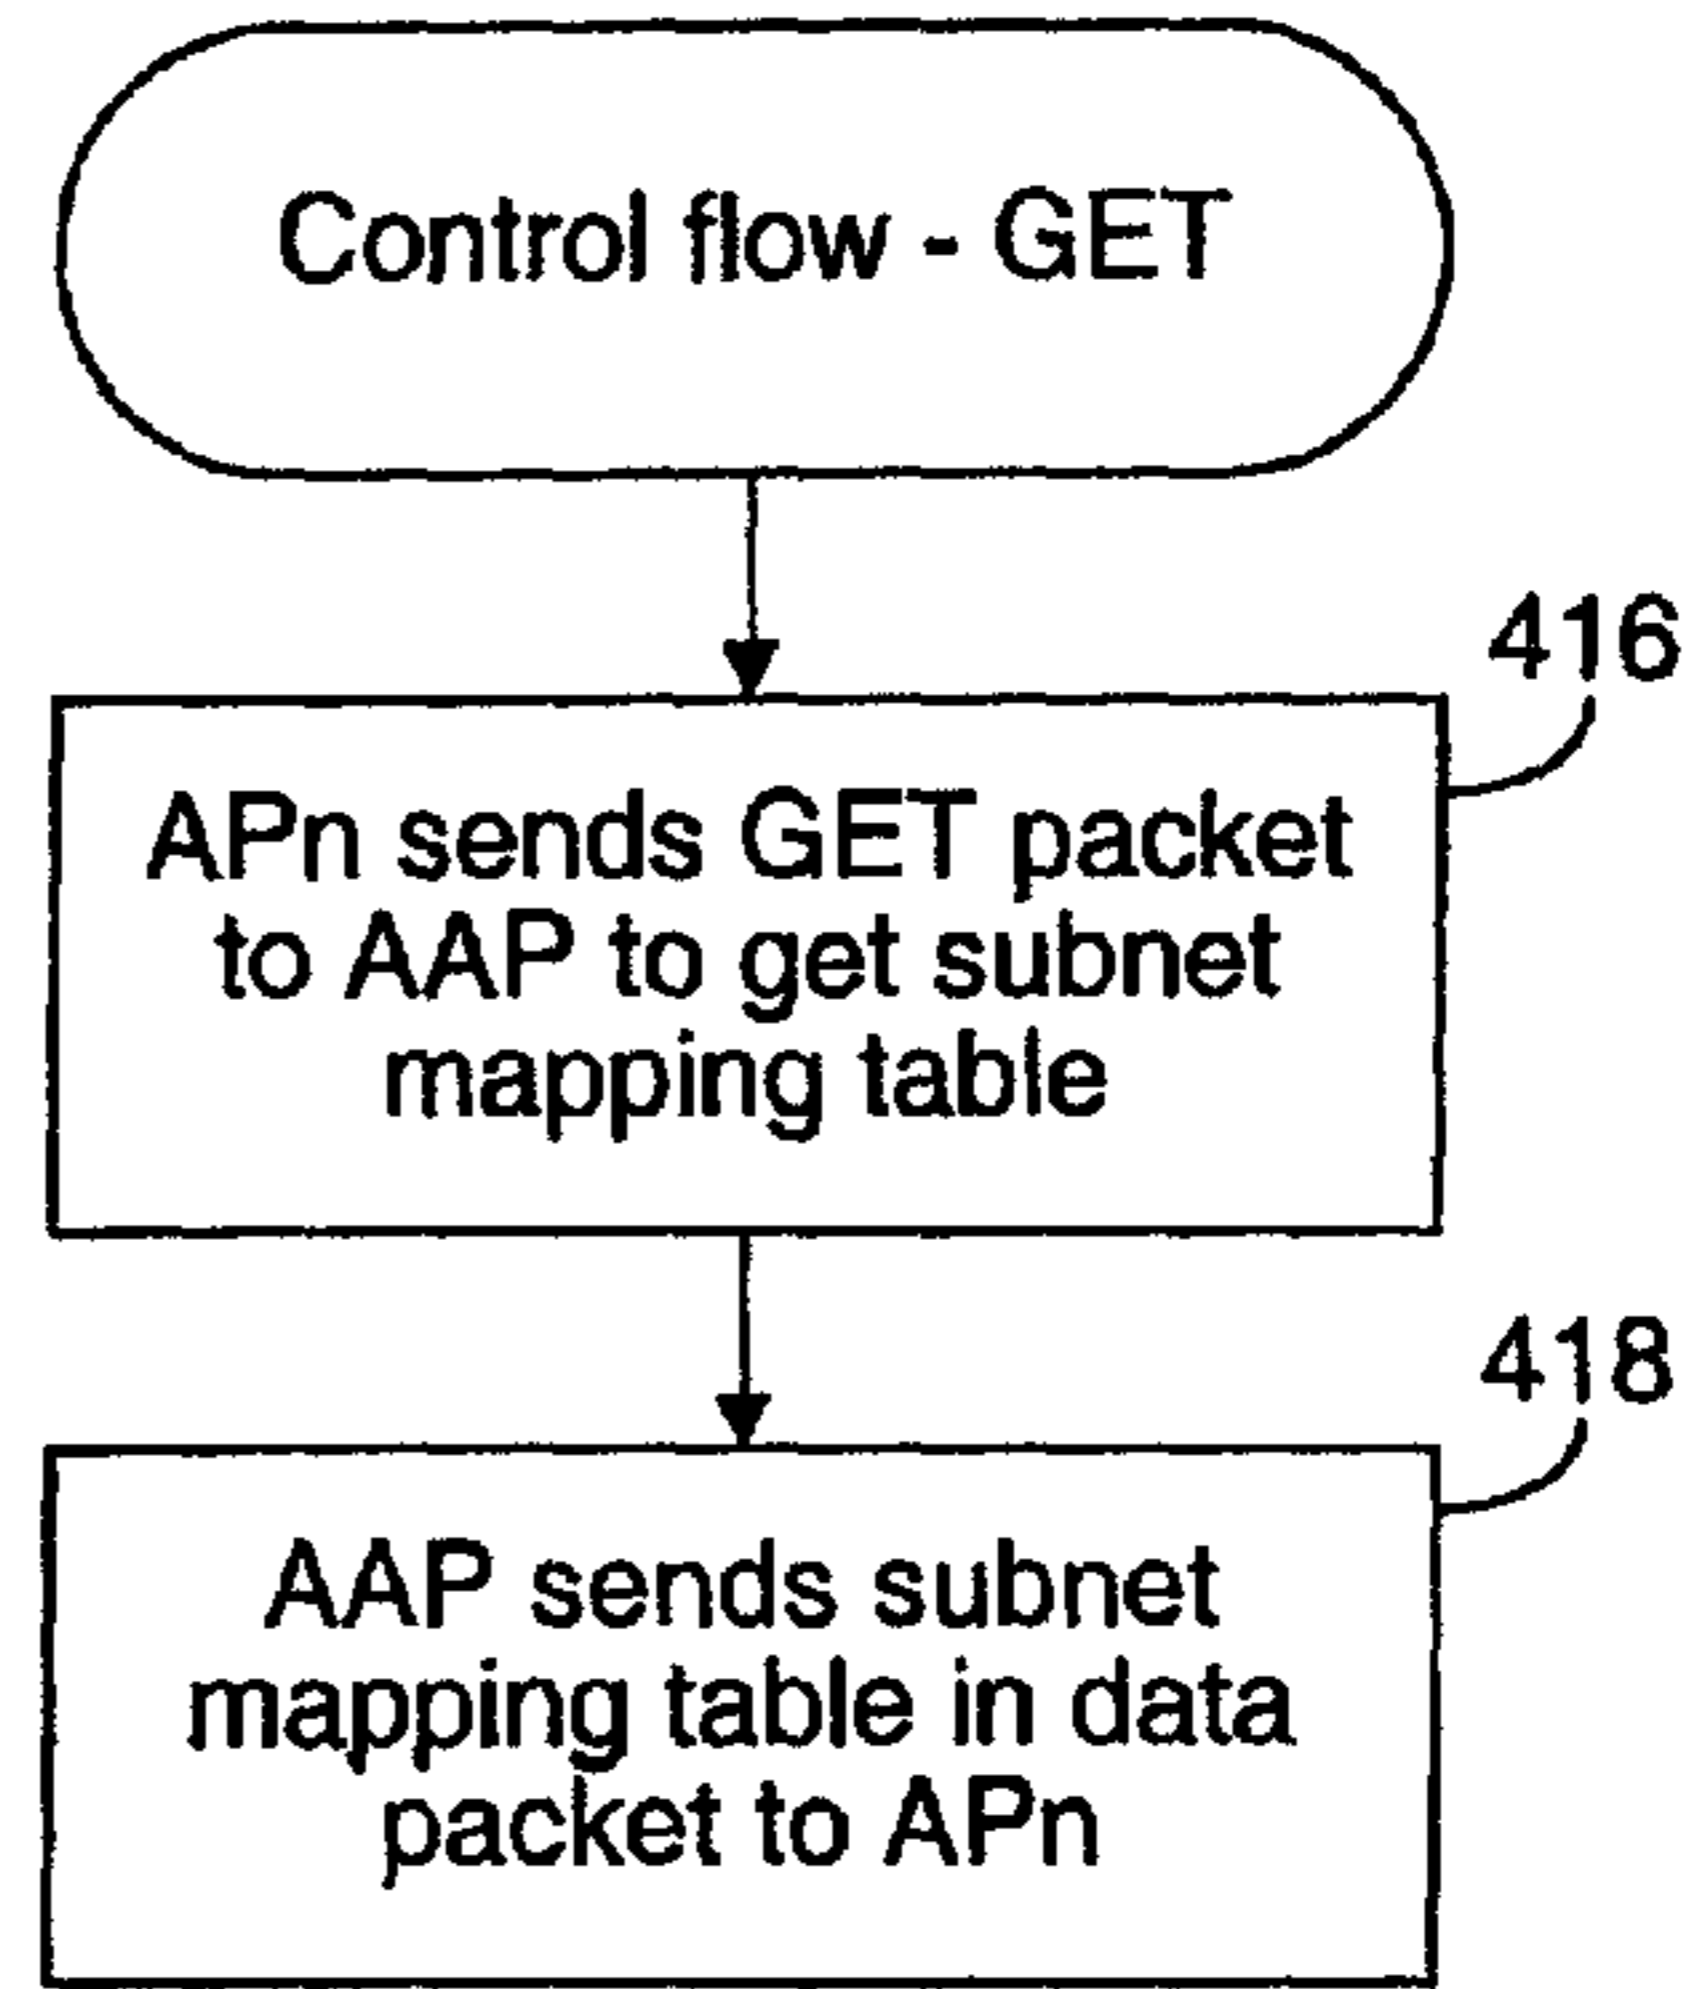 Control flow - GET
416
APn sends GET packet
to AAP to get subnet
mapping table
418
AAP sends subnet
mapping table in data
packet to APn